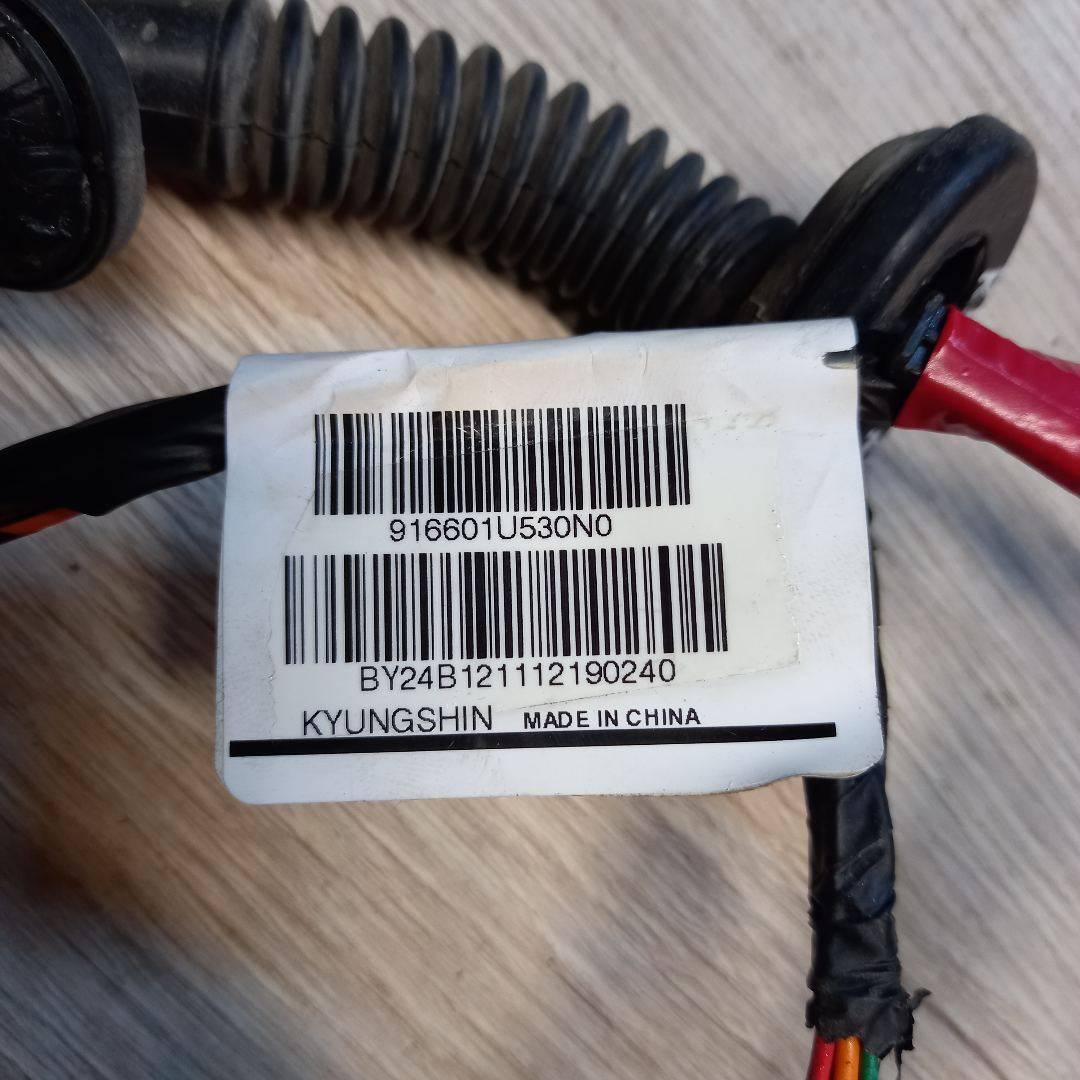 916601U530N0
BY24B121112190240
KYUNGSHIN MADE IN CHINA